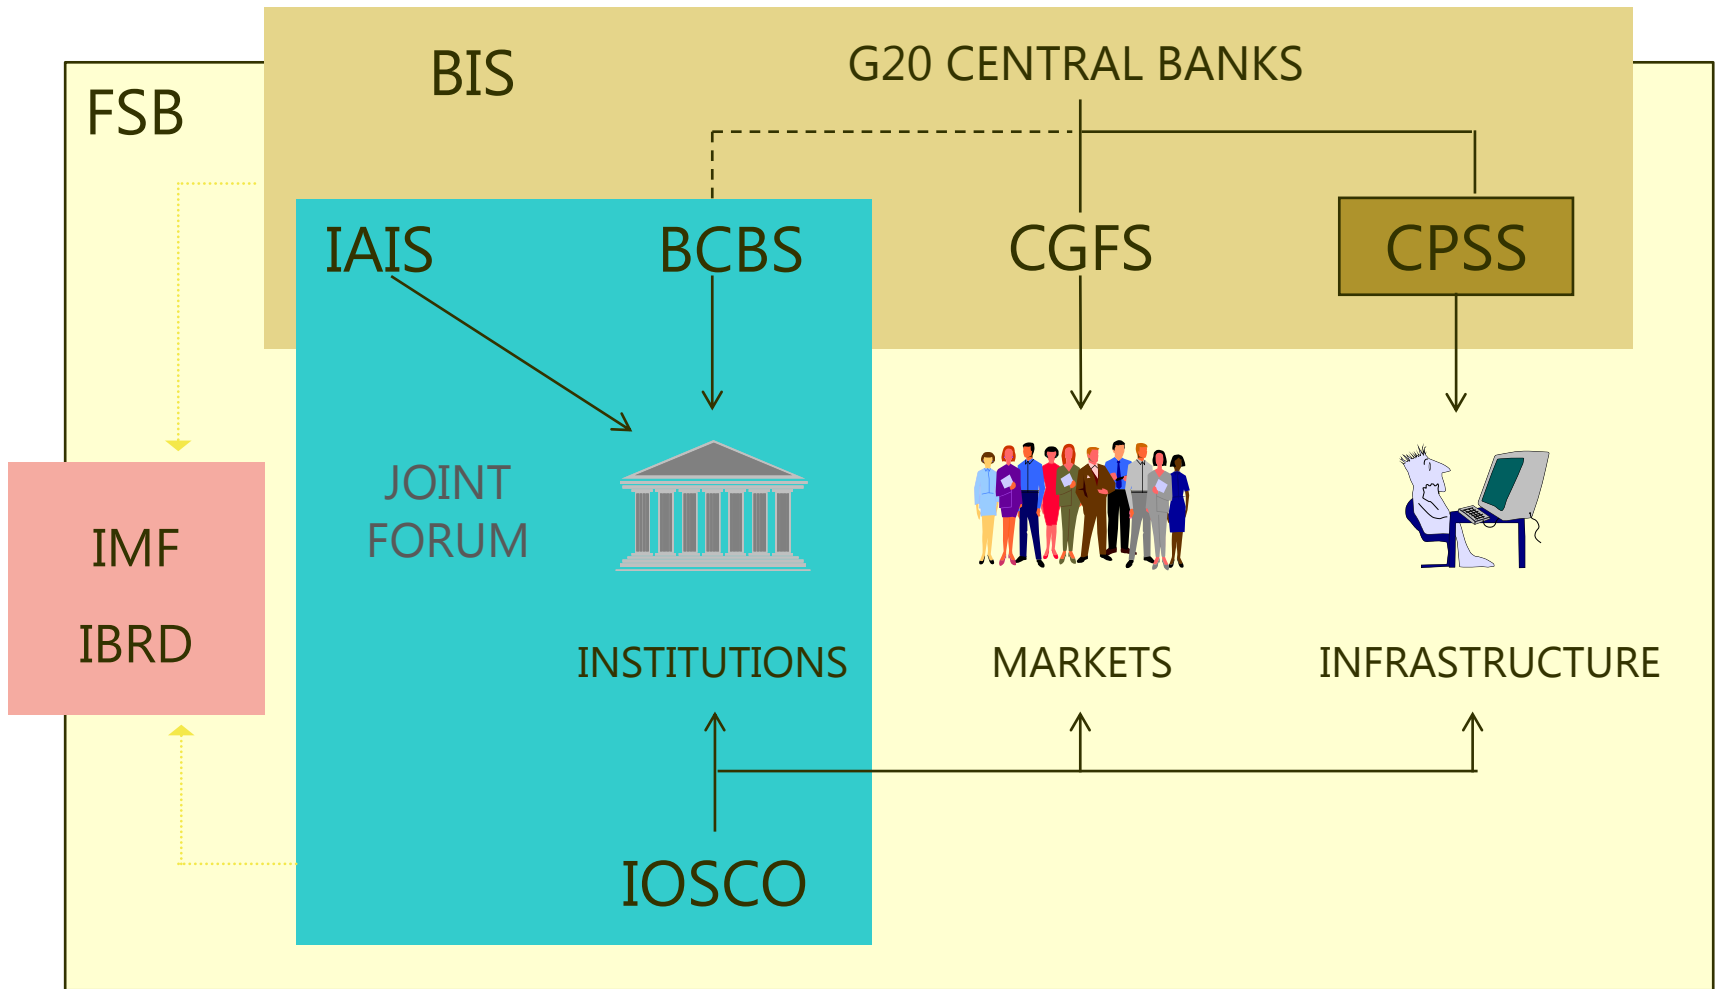 BIS
G20 CENTRAL BANKS
FSB
IAIS
BCBS
CGFS
CPSS
JOINT
FORUM
IMF
IBRD
INSTITUTIONS
MARKETS
INFRASTRUCTURE
IOSCO